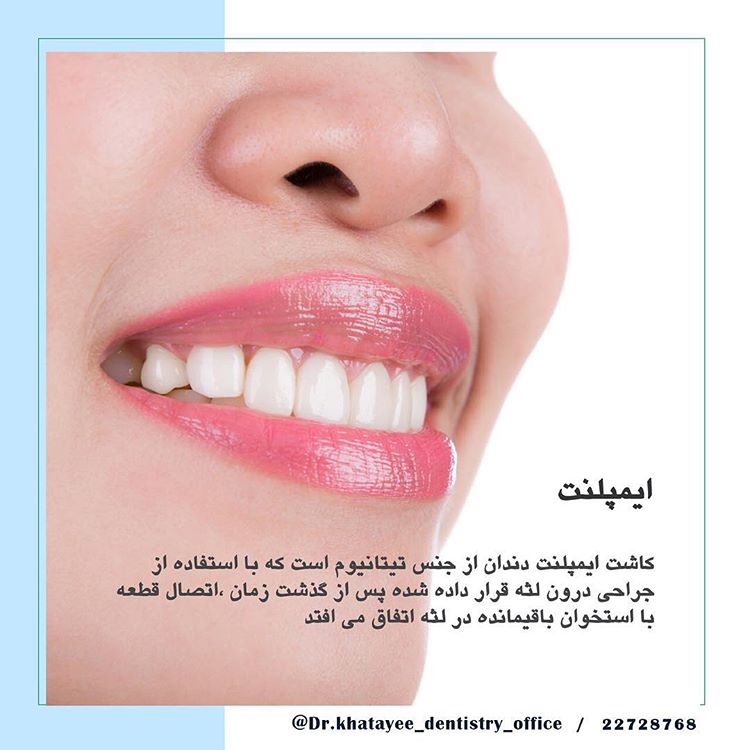 ایمپلنت
کاشت ایمپلنت دندان از جنس تیتانیوم است که با استفاده از
جراحی درون لثه قرار داده شده پس از گذشت زمان ،اتصال قطعه
با استخوان باقیمانده در لثه اتفاق می افتد
@Dr.khatayee_dentistry_office / 22728768